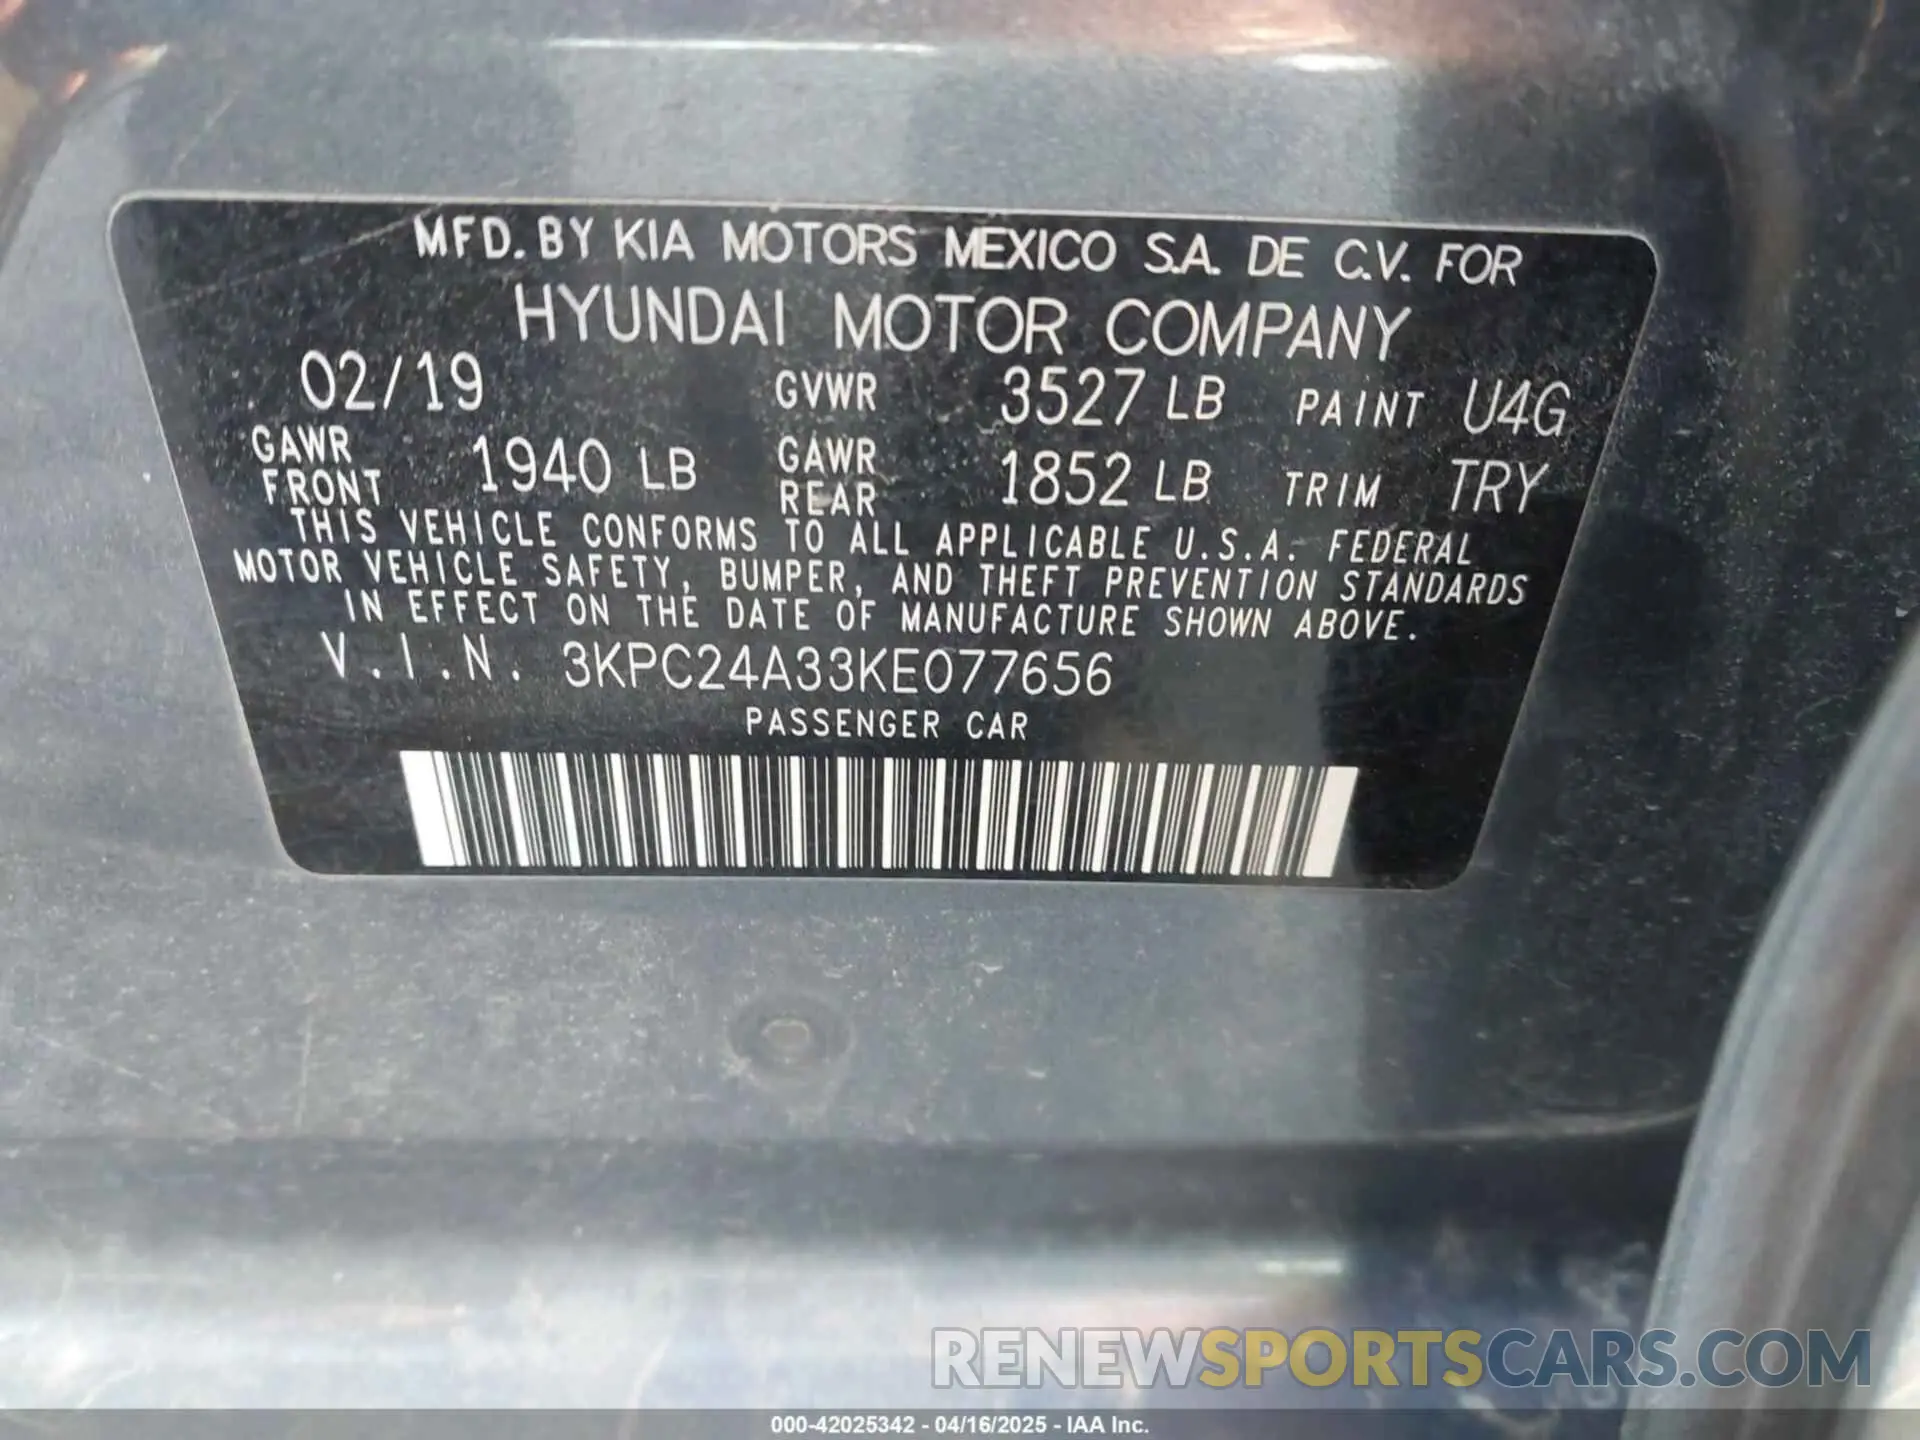 MFD. BY KIA MOTORS MEXICO S.A. DE C.V. FOR
HYUNDAI MOTOR COMPANY
02/19 GVWR 3527 LB PAINT U4G
GAWR FRONT 1940 LB GAWR REAR 1852 LB TRIM TRY
THIS VEHICLE CONFORMS TO ALL APPLICABLE U.S.A. FEDERAL
MOTOR VEHICLE SAFETY, BUMPER, AND THEFT PREVENTION STANDARDS
IN EFFECT ON THE DATE OF MANUFACTURE SHOWN ABOVE.
V.I.N. 3KPC24A33KE077656
PASSENGER CAR
RENEWSPORTSCARS.COM
000-42025342 - 04/16/2025 - IAA Inc.